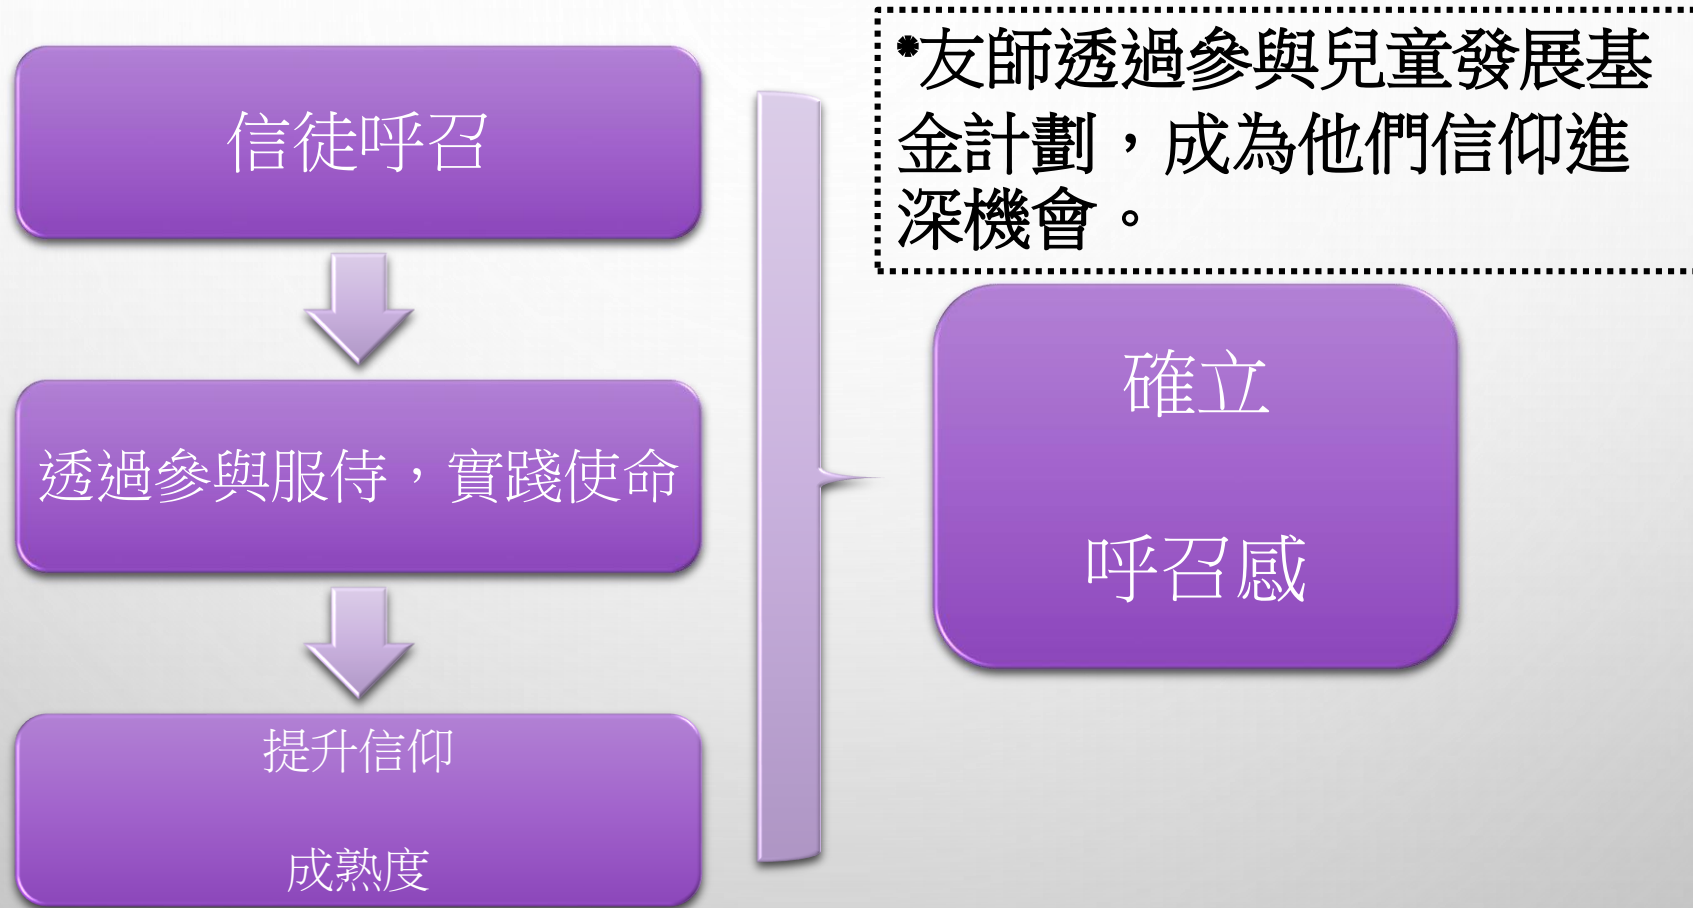 信徒呼召
透過參與服侍，實踐使命
提升信仰
成熟度
*友師透過參與兒童發展基
金計劃，成為他們信仰進
深機會。
確立
呼召感